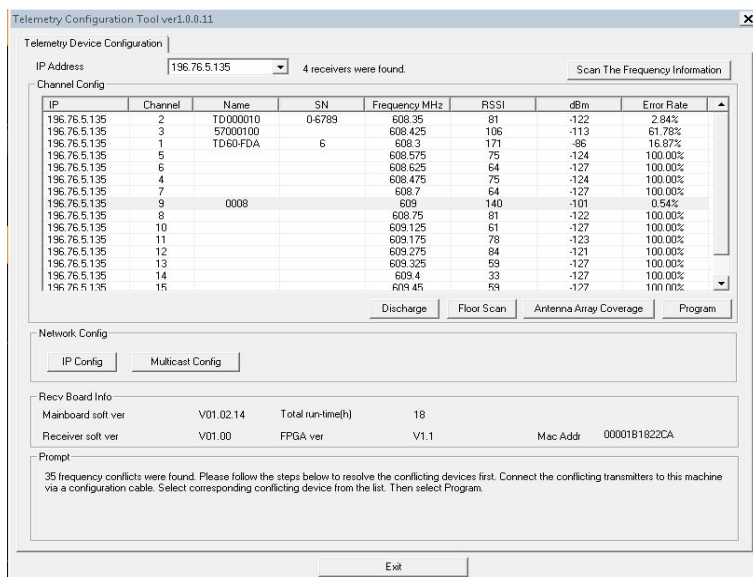 Telemetry Configuration Tool ver1.0.0.11
Telemetry Device Configuration
IP Address 196.76.5.135 4 receivers were found. Scan The Frequency Information
Channel Config
IP Channel Name SN Frequency MHz RSSI dBm Error Rate
196.76.5.135 2 TD000010 0-6789 608.35 81 -122 2.84%
196.76.5.135 3 57000100 608.425 106 -113 61.78%
196.76.5.135 1 TD60-FDA 6 608.3 171 -86 16.87%
196.76.5.135 5 608.575 75 -124 100.00%
196.76.5.135 6 608.625 64 -127 100.00%
196.76.5.135 4 608.475 75 -124 100.00%
196.76.5.135 7 608.7 64 -127 100.00%
196.76.5.135 9 0008 609 140 -101 0.54%
196.76.5.135 8 608.75 81 -122 100.00%
196.76.5.135 10 609.125 61 -127 100.00%
196.76.5.135 11 609.175 78 -123 100.00%
196.76.5.135 12 609.275 84 -121 100.00%
196.76.5.135 13 609.325 59 -127 100.00%
196.76.5.135 14 609.4 33 -127 100.00%
196.76.5.135 15 609.45 59 -127 100.00%
Discharge Floor Scan Antenna Array Coverage Program
Network Config
IP Config Multicast Config
Recv Board Info
Mainboard soft ver V01.02.14 Total run-time(h) 18
Receiver soft ver V01.00 FPGA ver V1.1 Mac Addr 00001B1822CA
Prompt
35 frequency conflicts were found. Please follow the steps below to resolve the conflicting devices first. Connect the conflicting transmitters to this machine
via a configuration cable. Select corresponding conflicting device from the list. Then select Program.
Exit